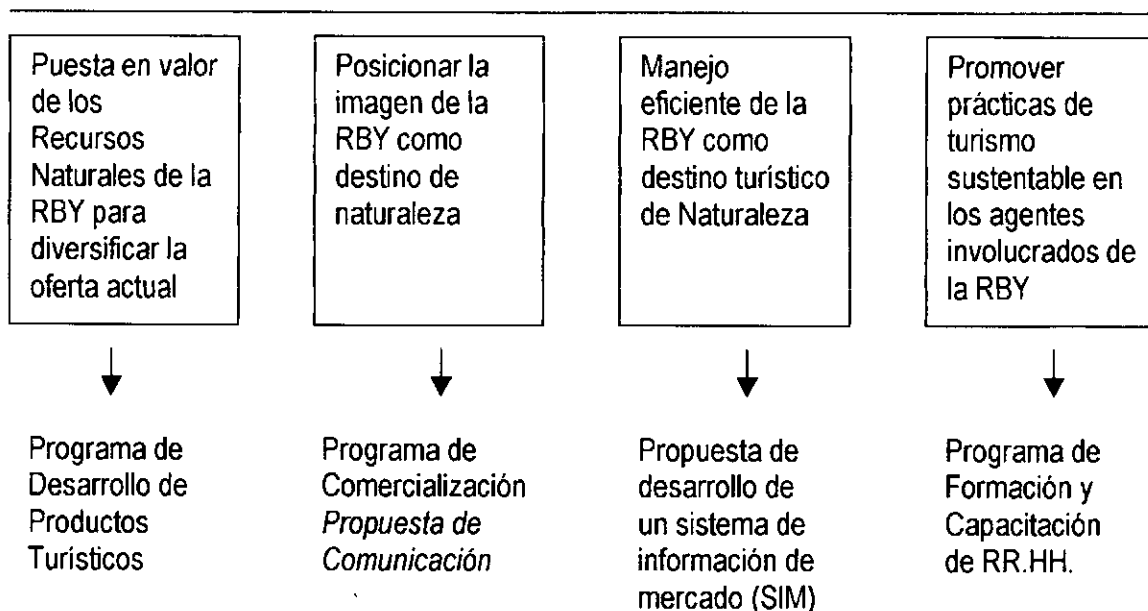 Puesta en valor
de los
Recursos
Naturales de la
RBY para
diversificar la
oferta actual
Posicionar la
imagen de la
RBY como
destino de
naturaleza
Manejo
eficiente de la
RBY como
destino turístico
de Naturaleza
Promover
prácticas de
turismo
sustentable en
los agentes
involucrados de
la RBY
Programa de
Desarrollo de
Productos
Turísticos
Programa de
Comercialización
Propuesta de
Comunicación
Propuesta de
desarrollo de
un sistema de
información de
mercado (SIM)
Programa de
Formación y
Capacitación
de RR.HH.